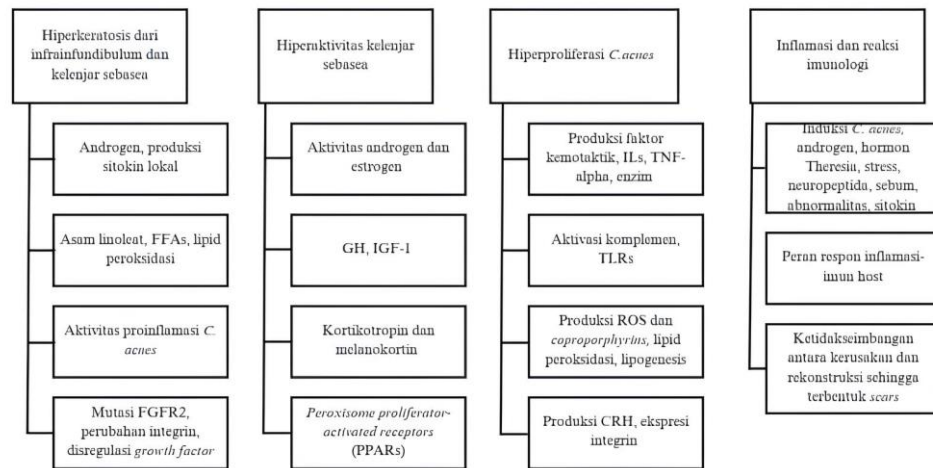 Hiperkeratosis dari
infrainfundibulum dan
kelenjar sebasea
Androgen, produksi
sitokin lokal
Asam linoleat, FFAs, lipid
peroksidasi
Aktivitas proinflamasi C.
acnes
Mutasi FGFR2,
perubahan integrin,
disregulasi growth factor
Hiperaktivitas kelenjar
sebasea
Aktivitas androgen dan
estrogen
GH, IGF-1
Kortikotropin dan
melanokortin
Peroxisome proliferator-
activated receptors
(PPARs)
Hiperproliferasi C.acnes
Produksi faktor
kemotaktik, ILs, TNF-
alpha, enzim
Aktivasi komplemen,
TLRs
Produksi ROS dan
coproporphyrins, lipid
peroksidasi, lipogenesis
Produksi CRH, ekspresi
integrin
Inflamasi dan reaksi
imunologi
Induksi C. acnes,
androgen, hormon
Theresia, stress,
neuropeptida, sebum,
abnormalitas, sitokin
Peran respon inflamasi-
imun host
Ketidakseimbangan
antara kerusakan dan
rekonstruksi sehingga
terbentuk scars